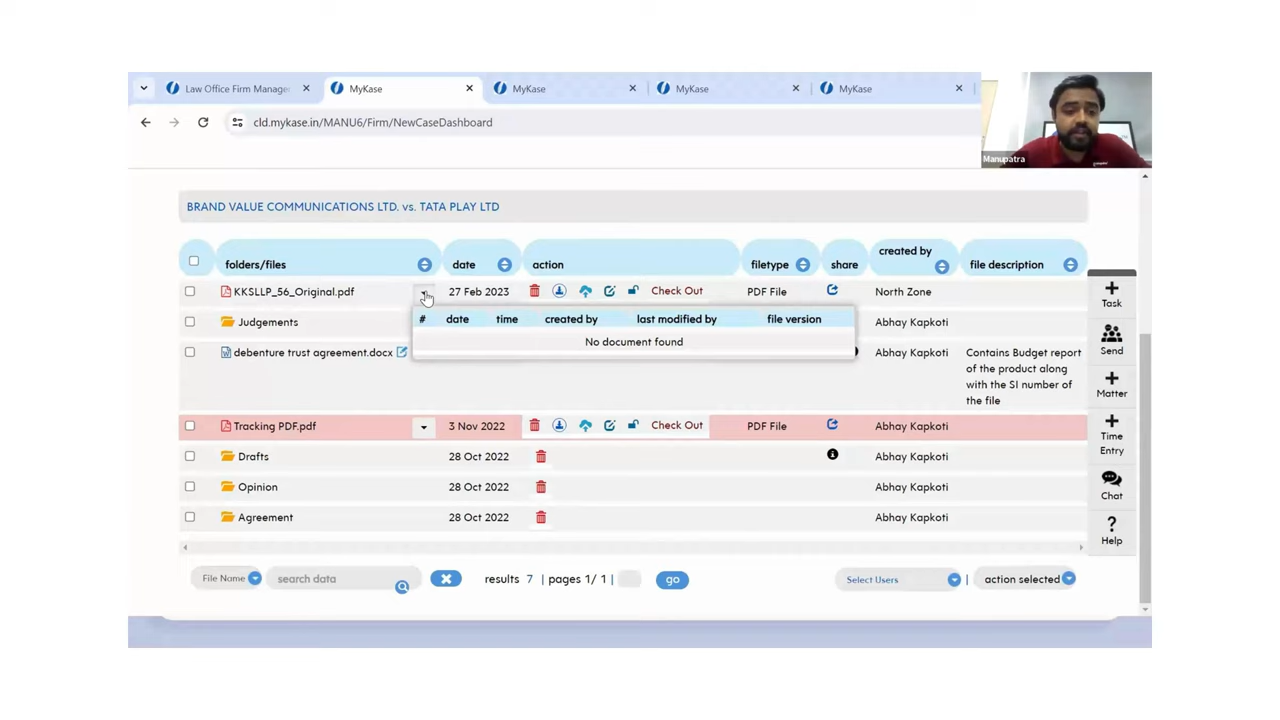 Law Office Firm Manage
MyKase
MyKase
MyKase
MyKase
cld.mykase.in/MANU6/Firm/NewCaseDashboard
Manupatra
BRAND VALUE COMMUNICATIONS LTD. vs. TATA PLAY LTD
folders/files date action filetype share created by file description
KKSLLP_56_Original.pdf 27 Feb 2023 Check Out PDF File North Zone
# date time created by last modified by file version
No document found
Judgements Abhay Kapkoti
debenture trust agreement.docx Abhay Kapkoti Contains Budget report
of the product along
with the SI number of
the file
Tracking PDF.pdf 3 Nov 2022 Check Out PDF File Abhay Kapkoti
Drafts 28 Oct 2022 Abhay Kapkoti
Opinion 28 Oct 2022 Abhay Kapkoti
Agreement 28 Oct 2022 Abhay Kapkoti
File Name search data results 7 | pages 1/ 1 | go Select Users | action selected
Task
Send
Matter
Time
Entry
Chat
? Help